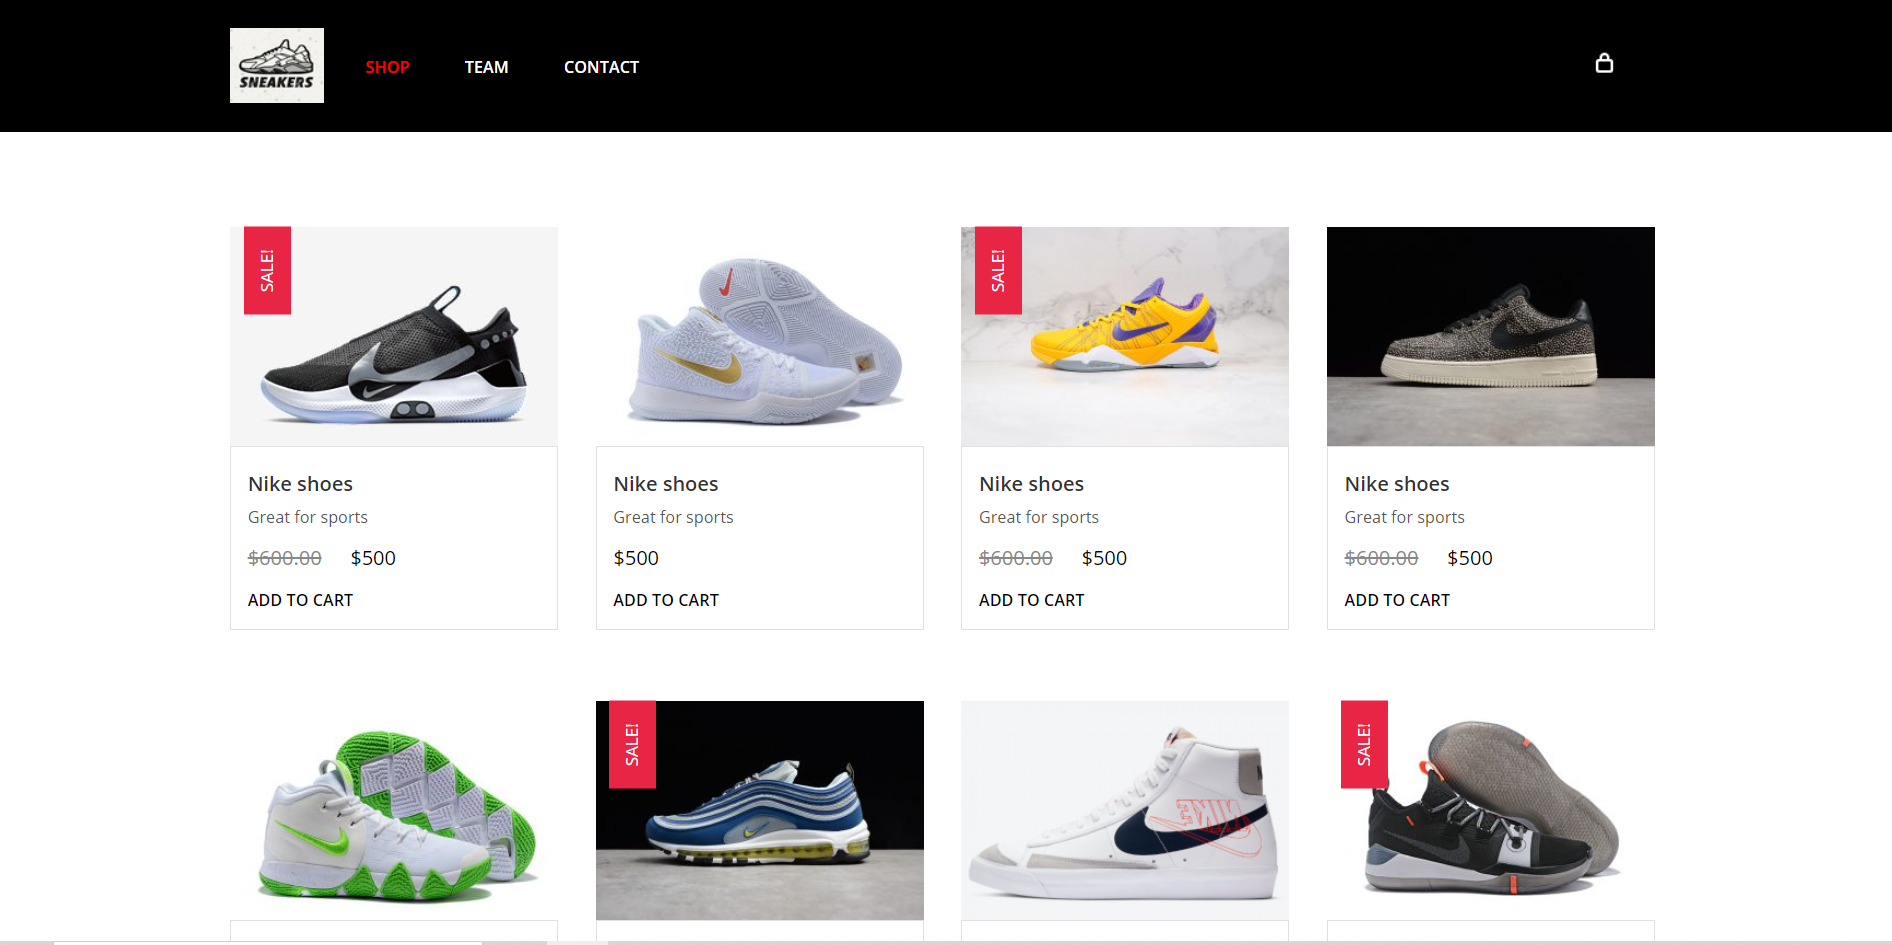 SNEAKERS
SHOP TEAM CONTACT
SALE!
SALE!
Nike shoes
Great for sports
$600.00 $500
ADD TO CART
Nike shoes
Great for sports
$500
ADD TO CART
Nike shoes
Great for sports
$600.00 $500
ADD TO CART
Nike shoes
Great for sports
$600.00 $500
ADD TO CART
SALE!
NIKE
SALE!